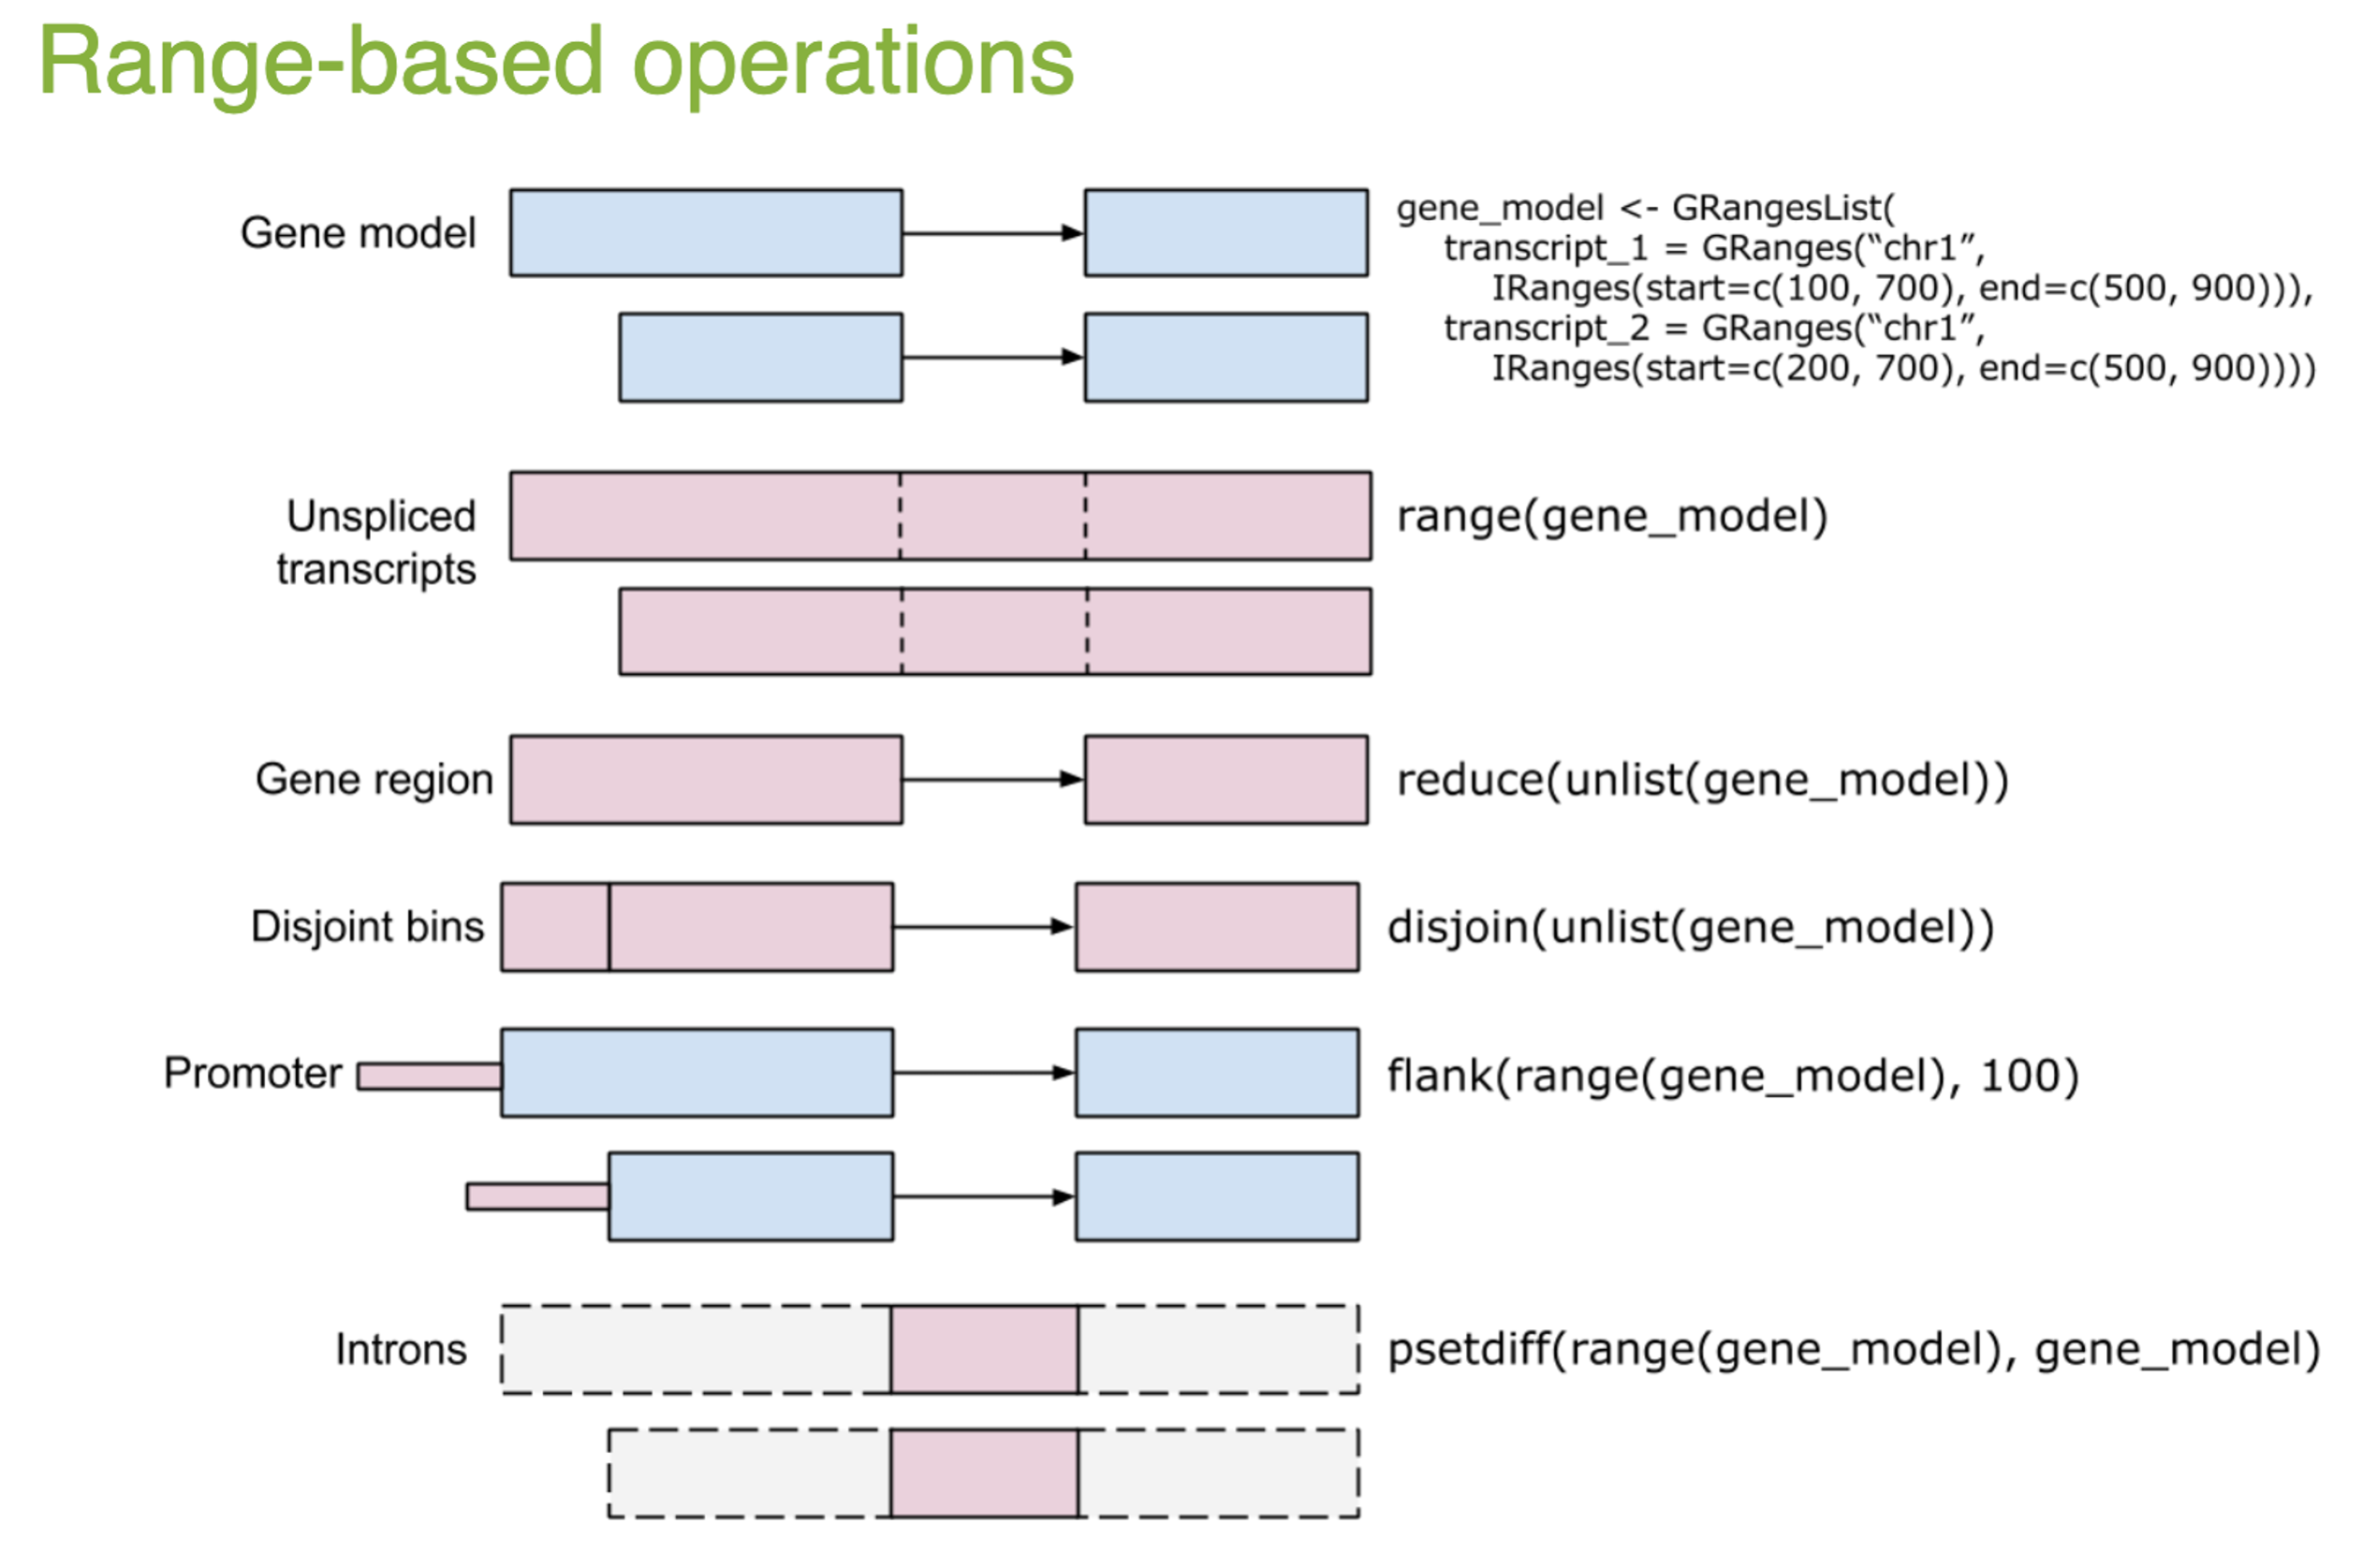 Range-based operations
Gene model
gene_model <- GRangesList(
transcript_1 = GRanges(“chr1”,
IRanges(start=c(100, 700), end=c(500, 900))),
transcript_2 = GRanges(“chr1”,
IRanges(start=c(200, 700), end=c(500, 900))))
Unspliced
transcripts
range(gene_model)
Gene region
reduce(unlist(gene_model))
Disjoint bins
disjoin(unlist(gene_model))
Promoter
flank(range(gene_model), 100)
Introns
psetdiff(range(gene_model), gene_model)